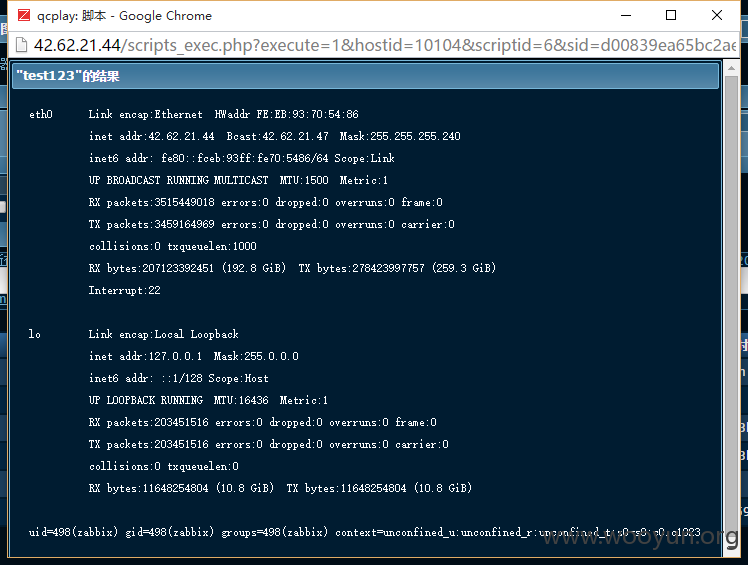 qcplay: 脚本 - Google Chrome
42.62.21.44/scripts_exec.php?execute=1&hostid=10104&scriptid=6&sid=d00839ea65bc2ae
"test123"的结果
eth0 Link encap:Ethernet HWaddr FE:EB:93:70:54:86
inet addr:42.62.21.44 Bcast:42.62.21.47 Mask:255.255.255.240
inet6 addr: fe80::fceb:93ff:fe70:5486/64 Scope:Link
UP BROADCAST RUNNING MULTICAST MTU:1500 Metric:1
RX packets:3515449018 errors:0 dropped:0 overruns:0 frame:0
TX packets:3459164969 errors:0 dropped:0 overruns:0 carrier:0
collisions:0 txqueuelen:1000
RX bytes:207123392451 (192.8 GiB) TX bytes:278423997757 (259.3 GiB)
Interrupt:22
lo Link encap:Local Loopback
inet addr:127.0.0.1 Mask:255.0.0.0
inet6 addr: ::1/128 Scope:Host
UP LOOPBACK RUNNING MTU:16436 Metric:1
RX packets:203451516 errors:0 dropped:0 overruns:0 frame:0
TX packets:203451516 errors:0 dropped:0 overruns:0 carrier:0
collisions:0 txqueuelen:0
RX bytes:11648254804 (10.8 GiB) TX bytes:11648254804 (10.8 GiB)
uid=498(zabbix) gid=498(zabbix) groups=498(zabbix) context=unconfined_u:unconfined_r:unconfined_t:s0-s0:c0.c1023
www.wooyun.org